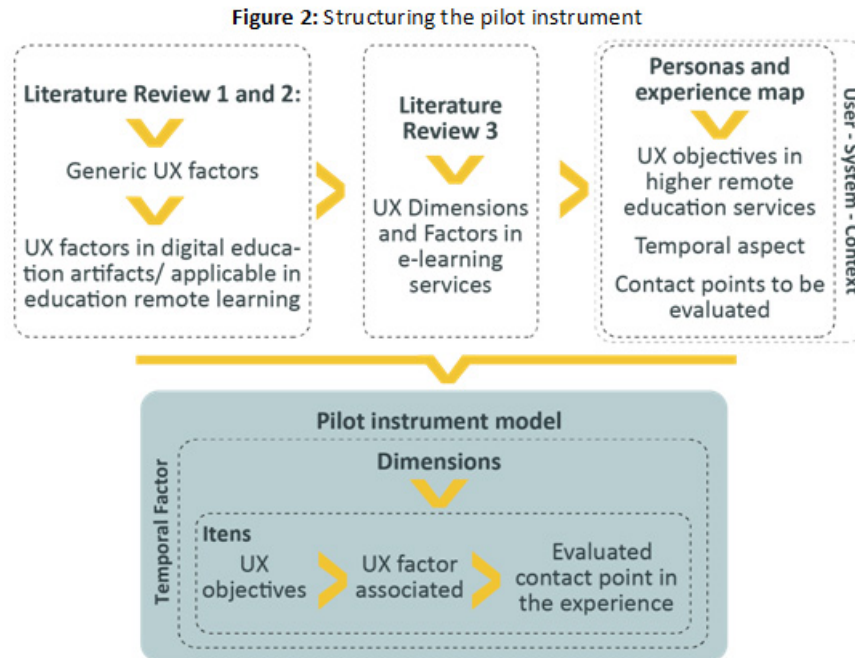 Figure 2: Structuring the pilot instrument
Literature Review 1 and 2:
Generic UX factors
UX factors in digital educa-
tion artifacts/ applicable in
education remote learning
Literature
Review 3
UX Dimensions
and Factors in
e-learning
services
Personas and
experience map
UX objectives in
higher remote
education services
Temporal aspect
Contact points to be
evaluated
User - System - Context
Pilot instrument model
Temporal Factor
Dimensions
Itens
UX
objectives
UX factor
associated
Evaluated
contact point in
the experience